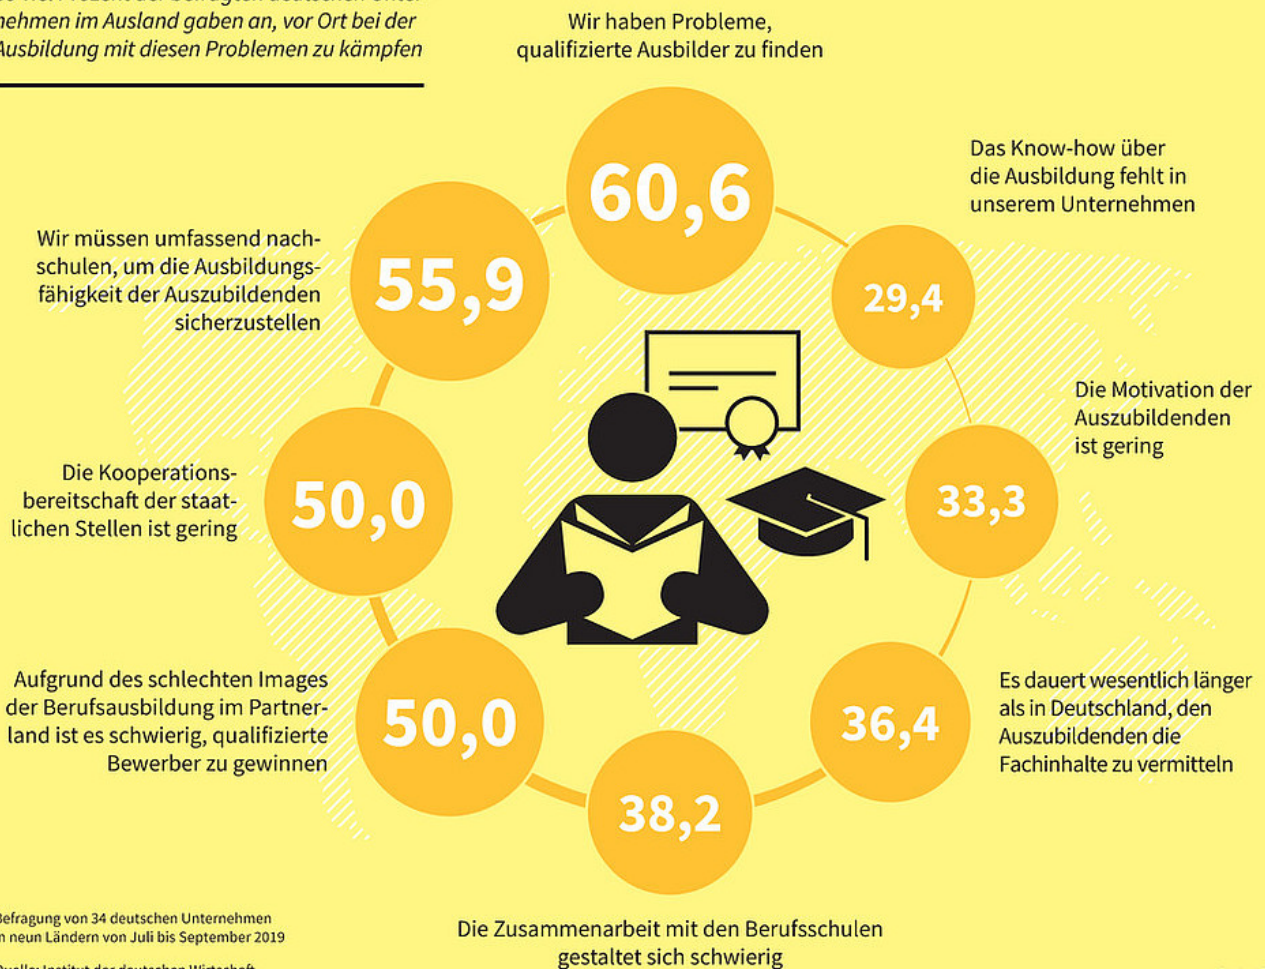 nehmen im Ausland gaben an, vor Ort bei der
Ausbildung mit diesen Problemen zu kämpfen
Wir haben Probleme,
qualifizierte Ausbilder zu finden
60,6
Das Know-how über
die Ausbildung fehlt in
unserem Unternehmen
29,4
Die Motivation der
Auszubildenden
ist gering
33,3
Es dauert wesentlich länger
als in Deutschland, den
Auszubildenden die
Fachinhalte zu vermitteln
36,4
38,2
Die Zusammenarbeit mit den Berufsschulen
gestaltet sich schwierig
Aufgrund des schlechten Images
der Berufsausbildung im Partner-
land ist es schwierig, qualifizierte
Bewerber zu gewinnen
50,0
Die Kooperations-
bereitschaft der staat-
lichen Stellen ist gering
50,0
Wir müssen umfassend nach-
schulen, um die Ausbildungs-
fähigkeit der Auszubildenden
sicherzustellen
55,9
Befragung von 34 deutschen Unternehmen
in neun Ländern von Juli bis September 2019